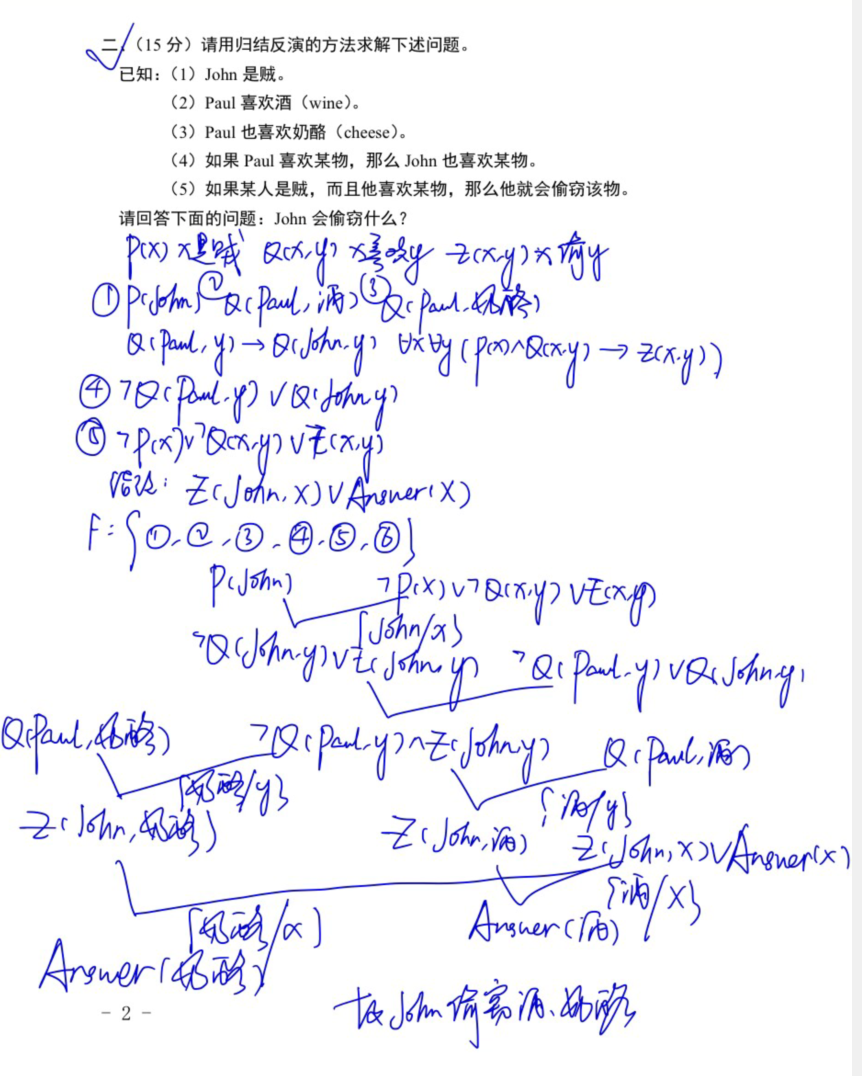 二、（15 分）请用归结反演的方法求解下述问题。
已知：（1）John 是贼。
（2）Paul 喜欢酒（wine）。
（3）Paul 也喜欢奶酪（cheese）。
（4）如果 Paul 喜欢某物，那么 John 也喜欢某物。
（5）如果某人是贼，而且他喜欢某物，那么他就会偷窃该物。
请回答下面的问题：John 会偷窃什么？
P(x) x是贼 Q(x,y) x喜欢y Z(x,y) x偷y
① P(John) ② Q(Paul,酒) ③ Q(Paul,奶酪)
Q(Paul,y)→Q(John,y) ∀x∀y(P(x)∧Q(x,y)→Z(x,y))
④ ¬Q(Paul,y)∨Q(John,y)
⑤ ¬P(x)∨¬Q(x,y)∨Z(x,y)
Z(John,x)∨Answer(x)
F:{①,②,③,④,⑤,⑥}
P(John) ¬P(x)∨¬Q(x,y)∨Z(x,y)
{John/x}
¬Q(John,y)∨Z(John,y) ¬Q(Paul,y)∨Q(John,y)
Q(Paul,奶酪) ¬Q(Paul,y)∧Z(John,y) Q(Paul,酒)
{奶酪/y} {酒/y}
Z(John,奶酪) Z(John,酒) Z(John,x)∨Answer(x)
{奶酪/x} {酒/x}
Answer(奶酪) Answer(酒)
故John偷窃酒、奶酪
- 2 -